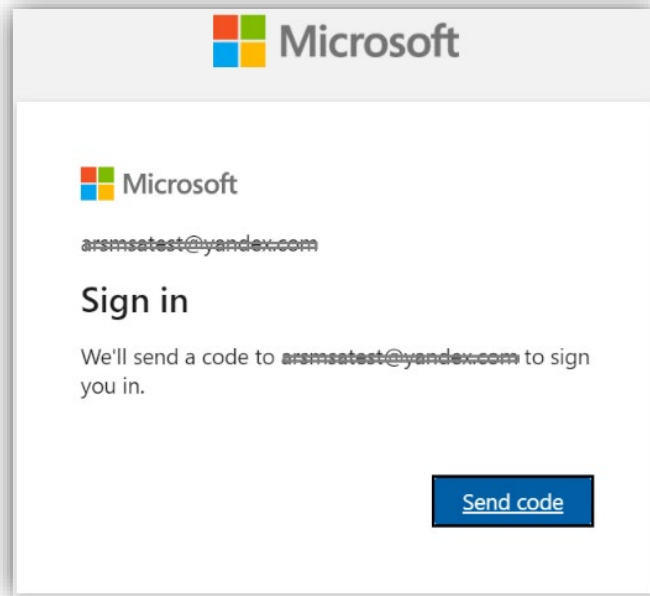 Microsoft
Microsoft
arsmsatest@yandex.com
Sign in
We'll send a code to arsmsatest@yandex.com to sign
you in.
Send code